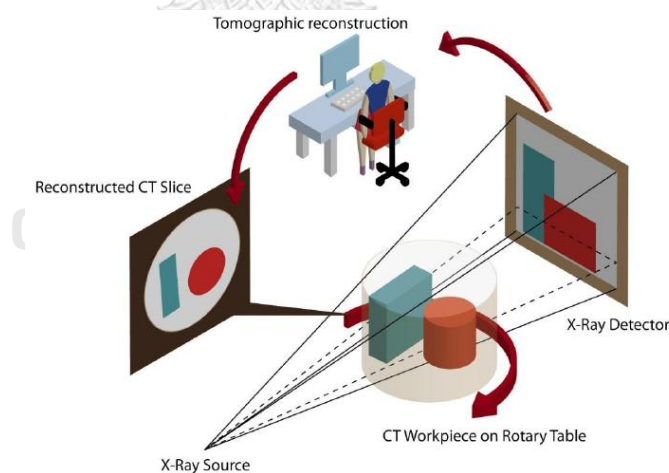 Tomographic reconstruction
Reconstructed CT Slice
X-Ray Detector
CT Workpiece on Rotary Table
X-Ray Source